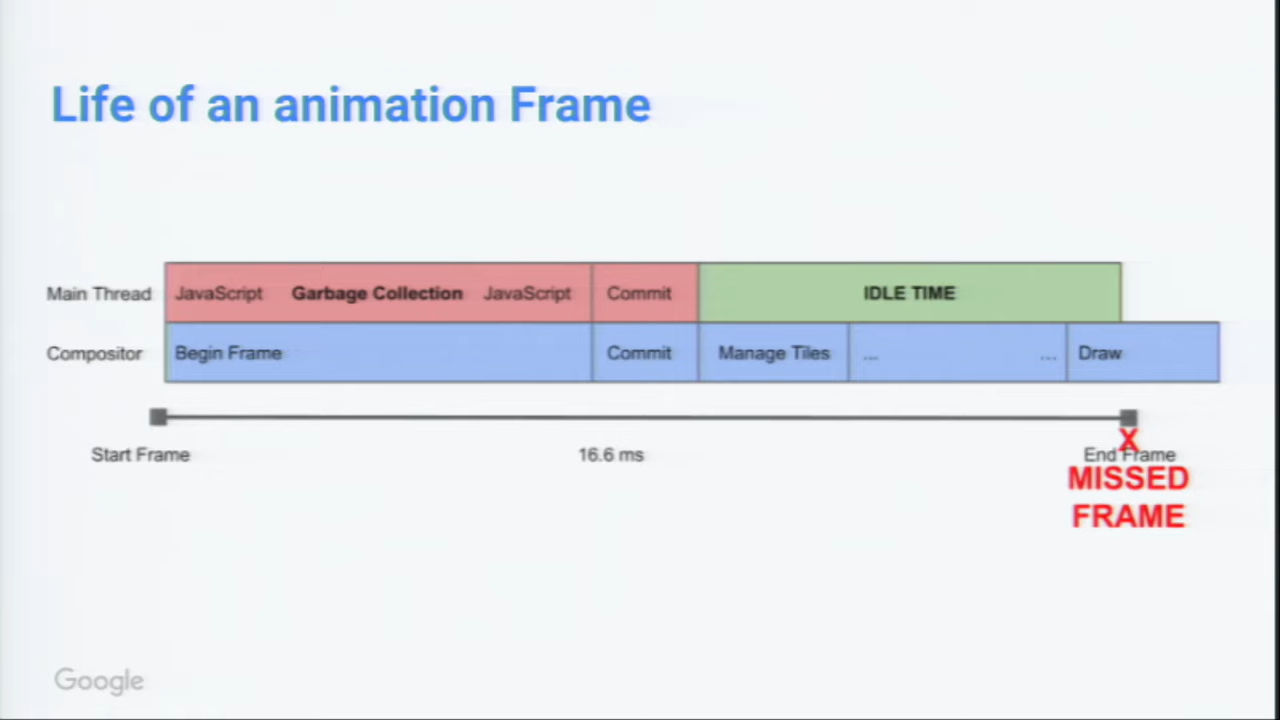 Life of an animation Frame
Main Thread JavaScript Garbage Collection JavaScript Commit IDLE TIME
Compositor Begin Frame Commit Manage Tiles ... ... Draw
X
Start Frame 16.6 ms End Frame
MISSED
FRAME
Google